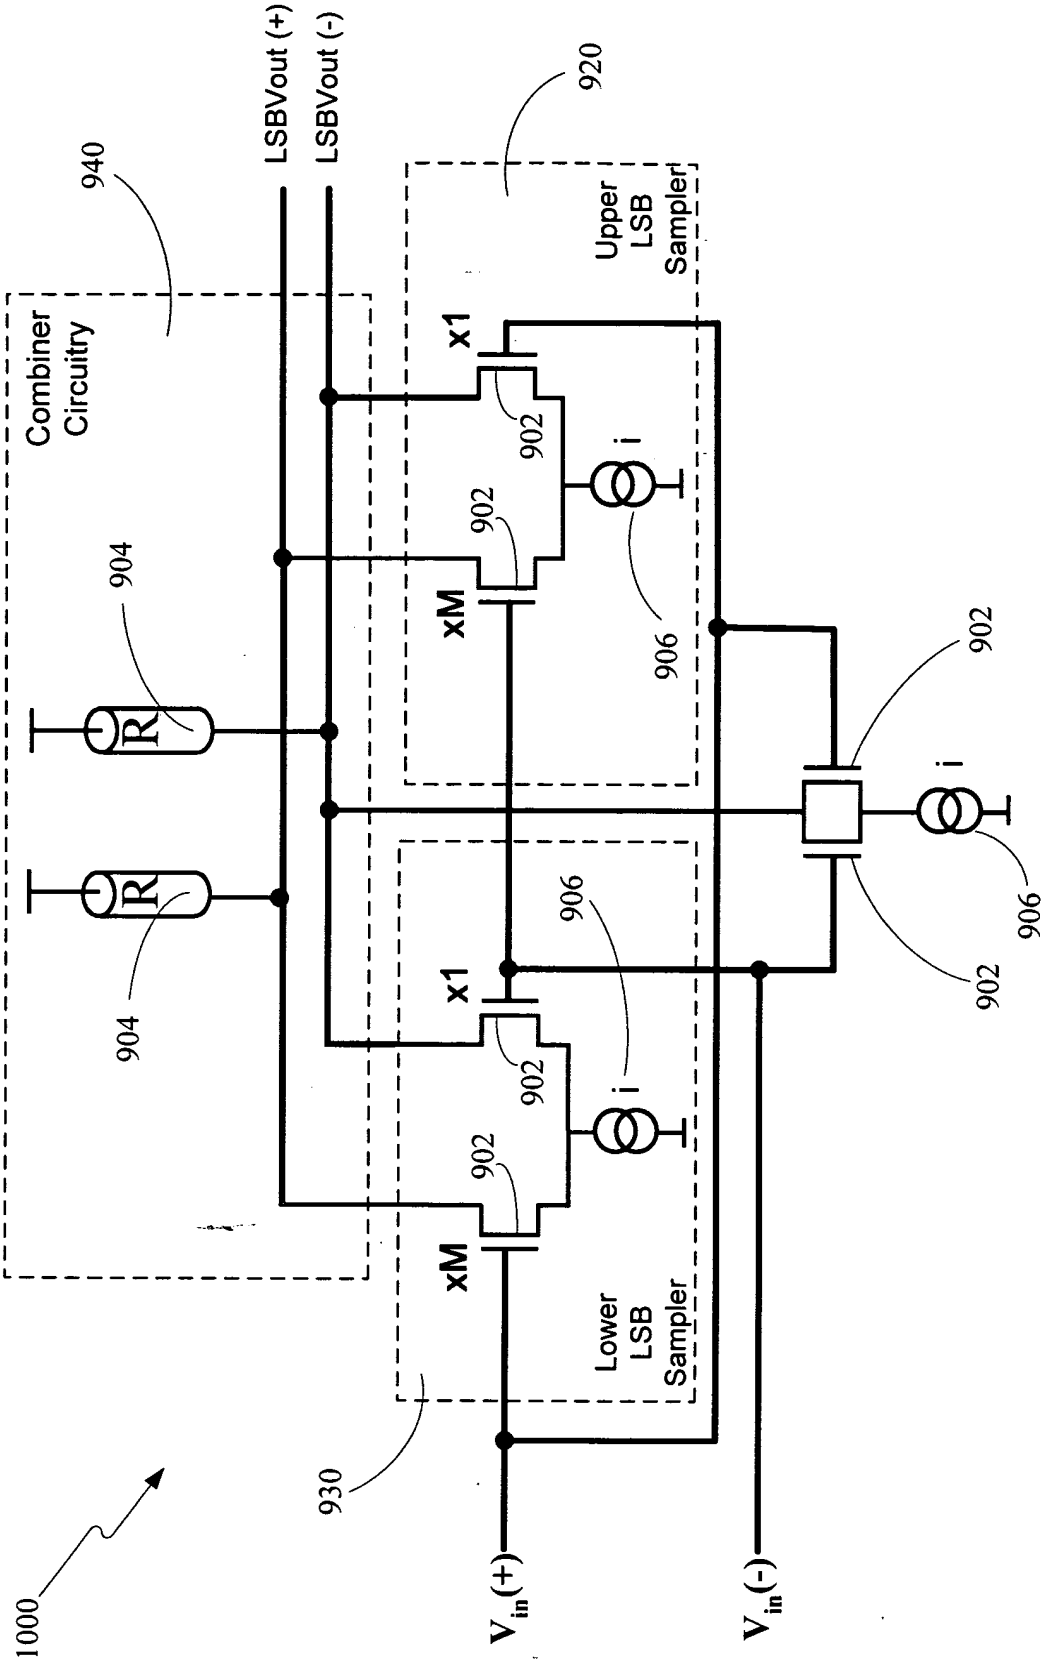 1000
940
Combiner
Circuitry
LSBVout (+)
LSBVout (-)
904
R
904
R
920
Upper
LSB
Sampler
xM
902
x1
902
i
906
930
Lower
LSB
Sampler
xM
902
x1
902
i
906
902
902
i
906
Vin(+)
Vin(-)